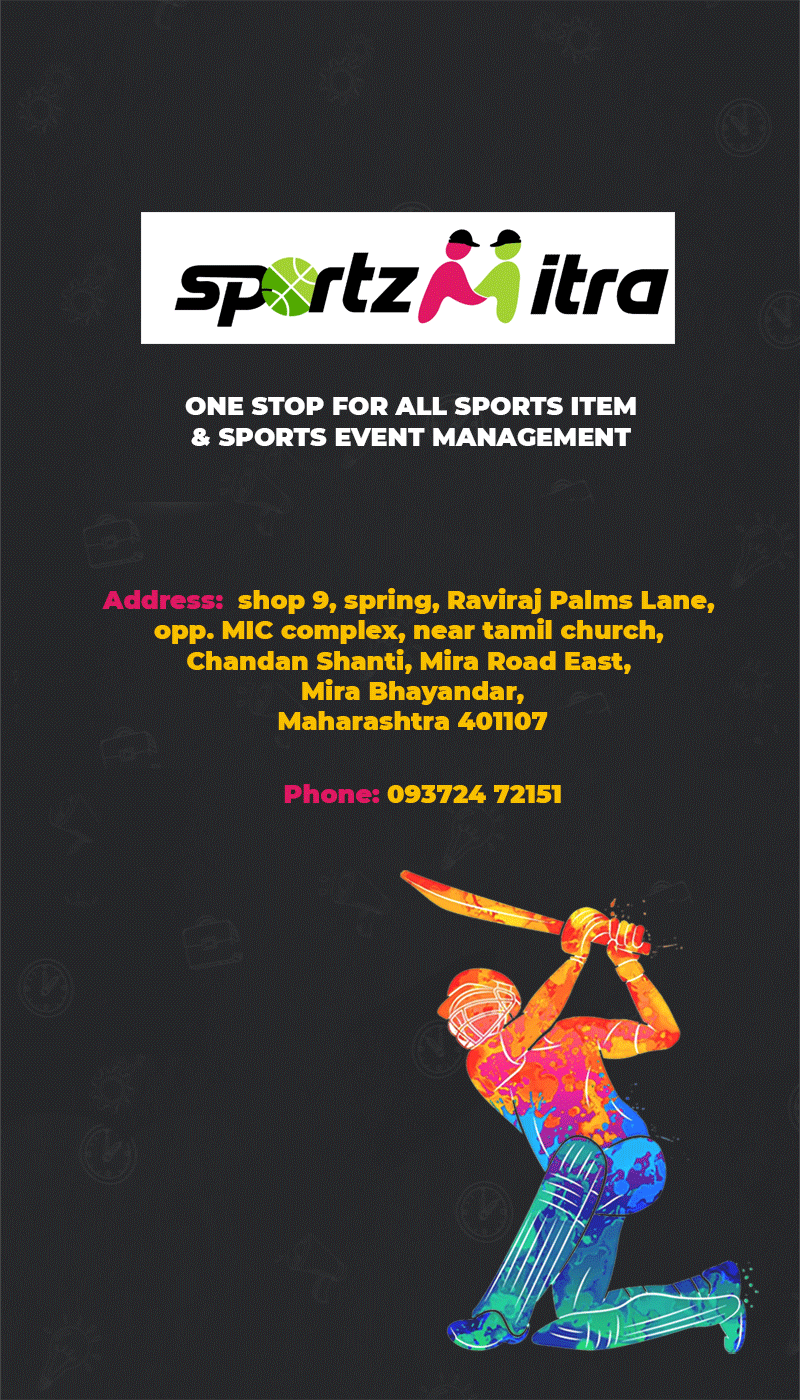 sportz Mitra
ONE STOP FOR ALL SPORTS ITEM
& SPORTS EVENT MANAGEMENT
Address: shop 9, spring, Raviraj Palms Lane,
opp. MIC complex, near tamil church,
Chandan Shanti, Mira Road East,
Mira Bhayandar,
Maharashtra 401107
Phone: 093724 72151